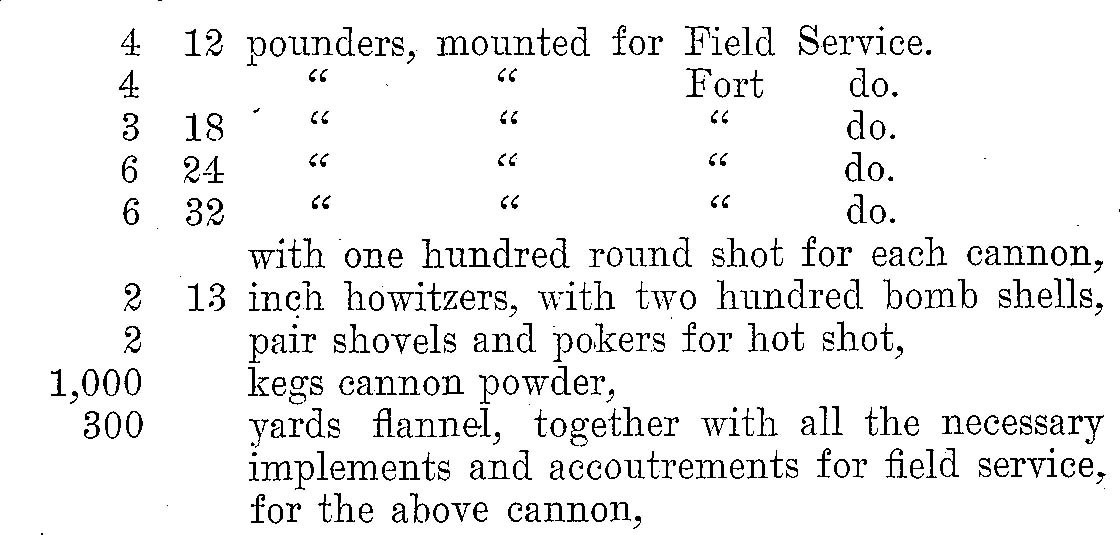 4 12 pounders, mounted for Field Service.
4 “ “ Fort do.
3 18 “ “ “ do.
6 24 “ “ “ do.
6 32 “ “ “ do.
with one hundred round shot for each cannon,
2 13 inch howitzers, with two hundred bomb shells,
2 pair shovels and pokers for hot shot,
1,000 kegs cannon powder,
300 yards flannel, together with all the necessary
implements and accoutrements for field service,
for the above cannon,